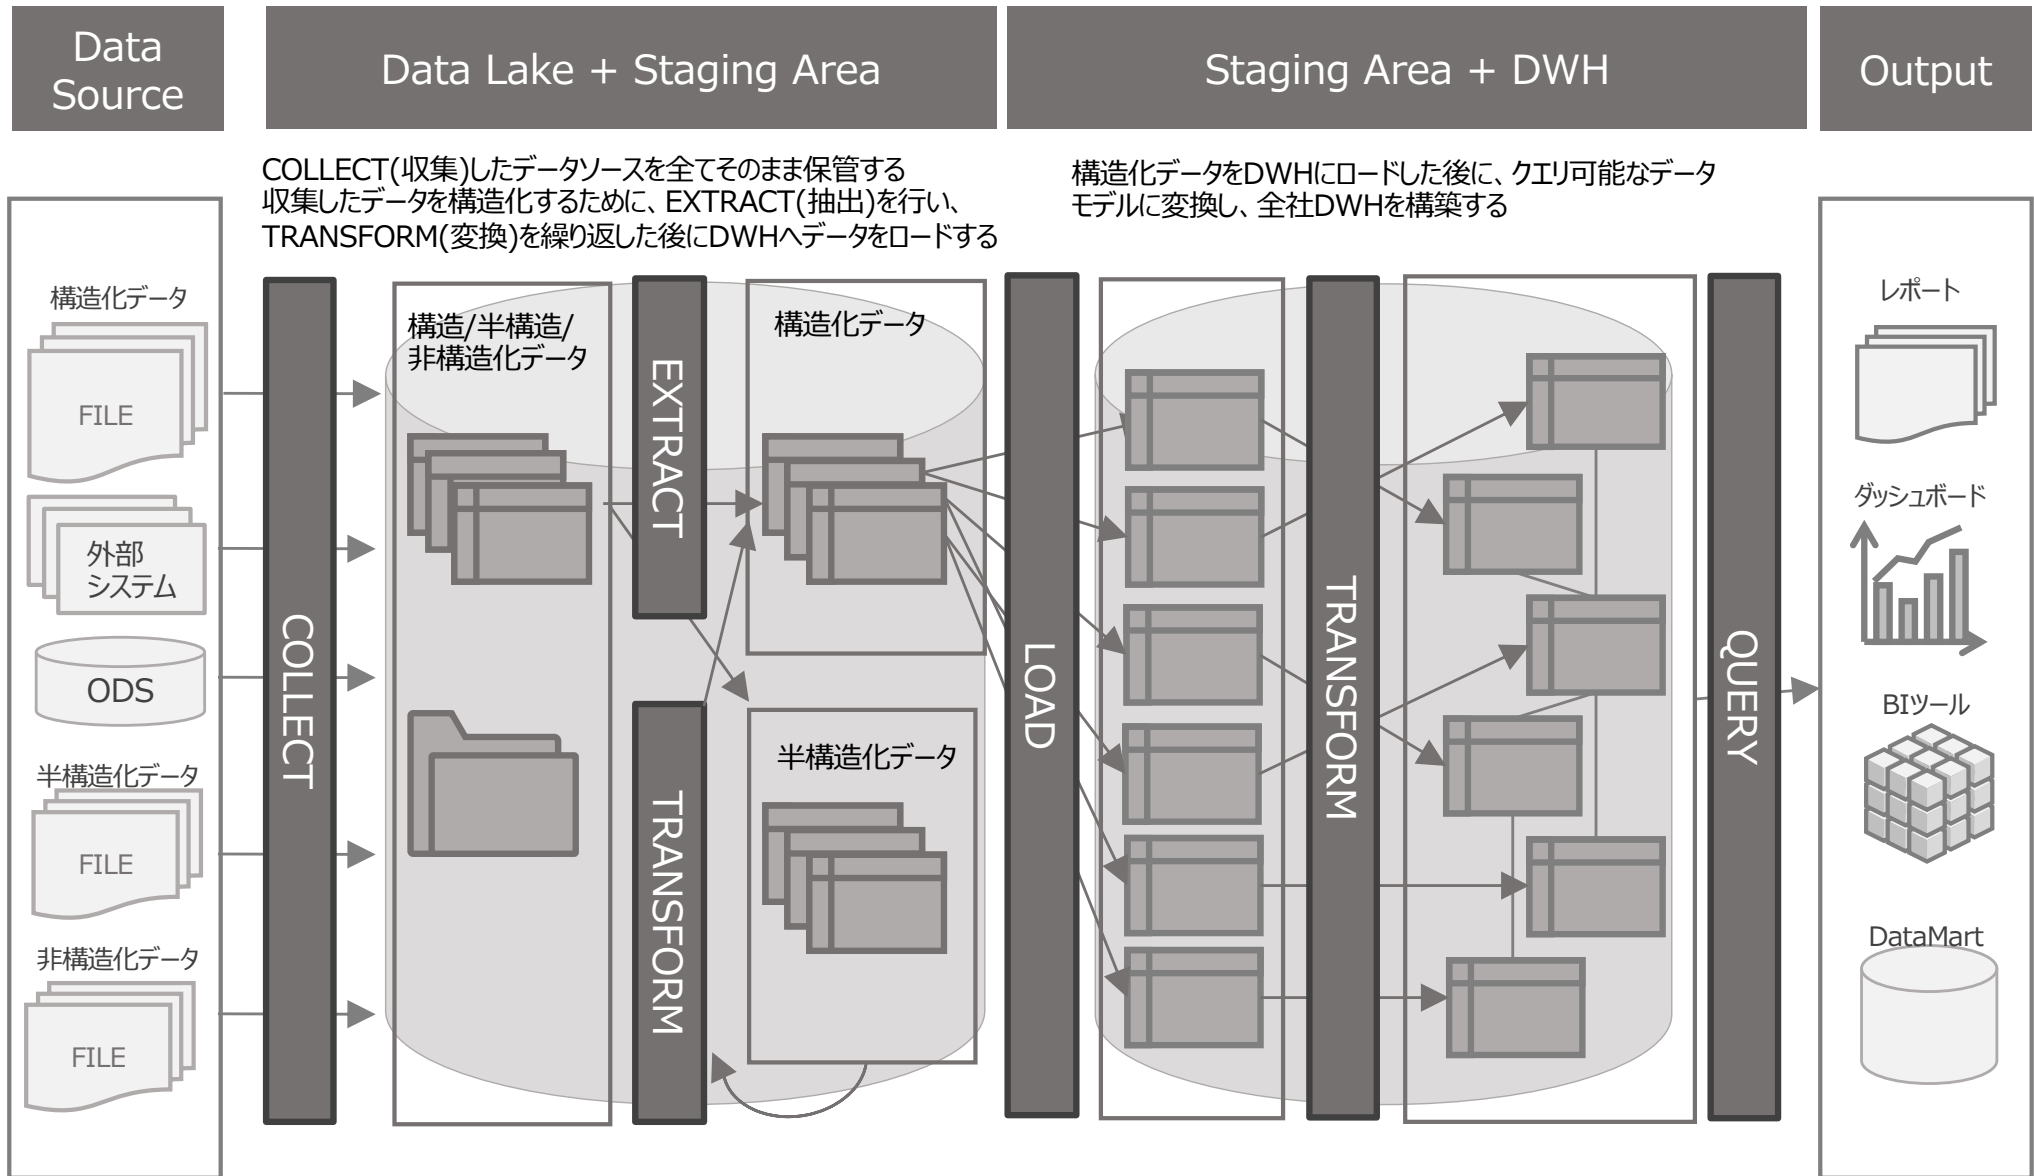 Data
Source
Data Lake + Staging Area
Staging Area + DWH
Output
COLLECT(収集)したデータソースを全てそのまま保管する
収集したデータを構造化するために、EXTRACT(抽出)を行い、
TRANSFORM(変換)を繰り返した後にDWHへデータをロードする
構造化データをDWHにロードした後に、クエリ可能なデータ
モデルに変換し、全社DWHを構築する
構造化データ
FILE
外部
システム
ODS
半構造化データ
FILE
非構造化データ
FILE
COLLECT
構造/半構造/
非構造化データ
EXTRACT
TRANSFORM
構造化データ
半構造化データ
LOAD
TRANSFORM
QUERY
レポート
ダッシュボード
BIツール
DataMart